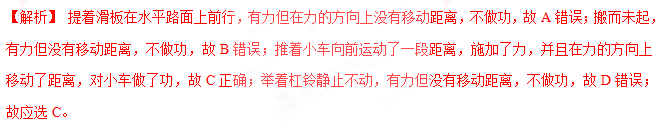 【解析】 提着滑板在水平路面上前行，有力但在力的方向上没有移动距离，不做功，故 A 错误；搬而未起，
有力但没有移动距离，不做功，故 B 错误；推着小车向前运动了一段距离，施加了力，并且在力的方向上
移动了距离，对小车做了功，故 C 正确；举着杠铃静止不动，有力但没有移动距离，不做功，故 D 错误；
故应选 C。